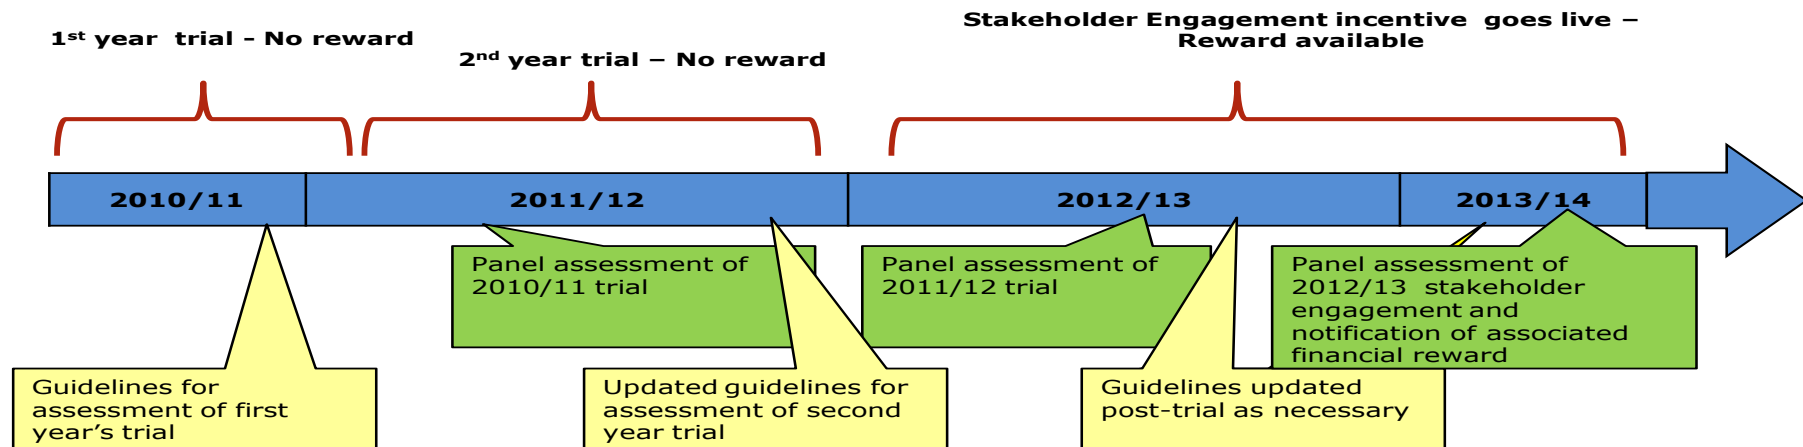 1st year trial - No reward
2nd year trial – No reward
Stakeholder Engagement incentive goes live –
Reward available
2010/11
2011/12
2012/13
2013/14
Panel assessment of
2010/11 trial
Panel assessment of
2011/12 trial
Panel assessment of
2012/13 stakeholder
engagement and
notification of associated
financial reward
Guidelines for
assessment of first
year’s trial
Updated guidelines for
assessment of second
year trial
Guidelines updated
post-trial as necessary